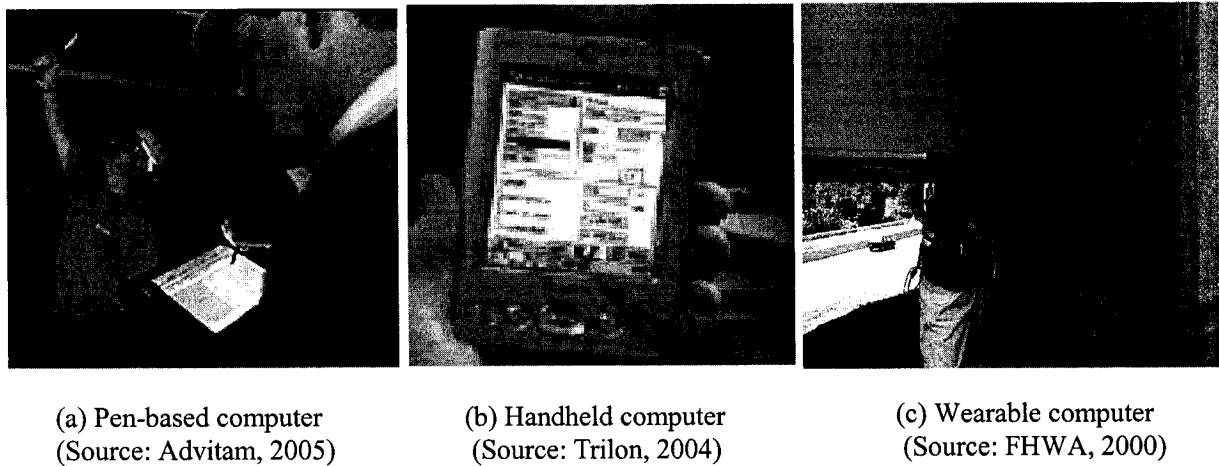 (a) Pen-based computer
(Source: Advitam, 2005)
(b) Handheld computer
(Source: Trilon, 2004)
(c) Wearable computer
(Source: FHWA, 2000)